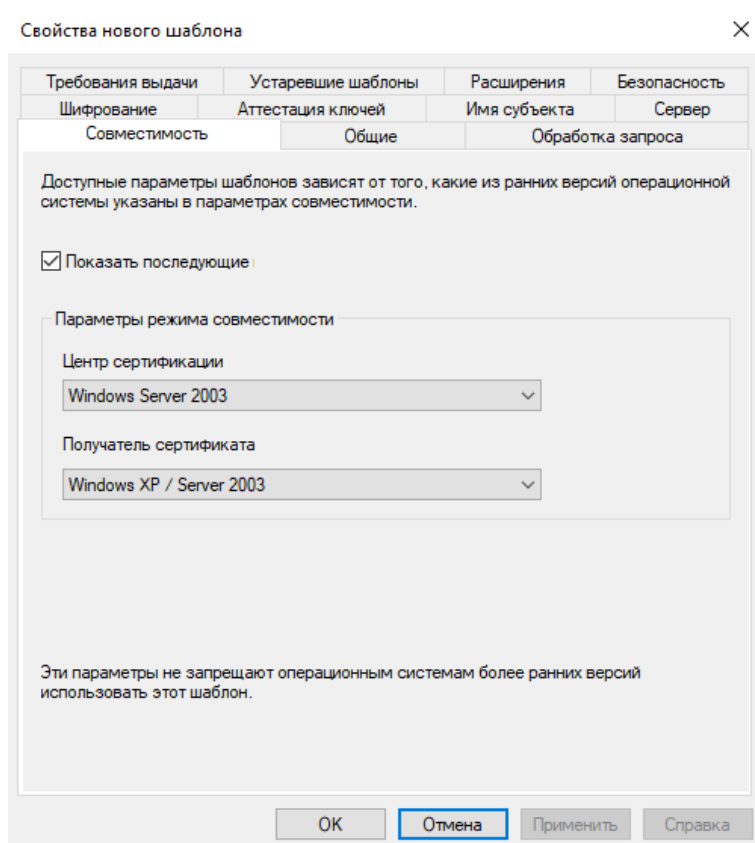 Свойства нового шаблона
Требования выдачи Устаревшие шаблоны Расширения Безопасность
Шифрование Аттестация ключей Имя субъекта Сервер
Совместимость Общие Обработка запроса
Доступные параметры шаблонов зависят от того, какие из ранних версий операционной
системы указаны в параметрах совместимости.
Показать последующие
Параметры режима совместимости
Центр сертификации
Windows Server 2003
Получатель сертификата
Windows XP / Server 2003
Эти параметры не запрещают операционным системам более ранних версий
использовать этот шаблон.
OK Отмена Применить Справка